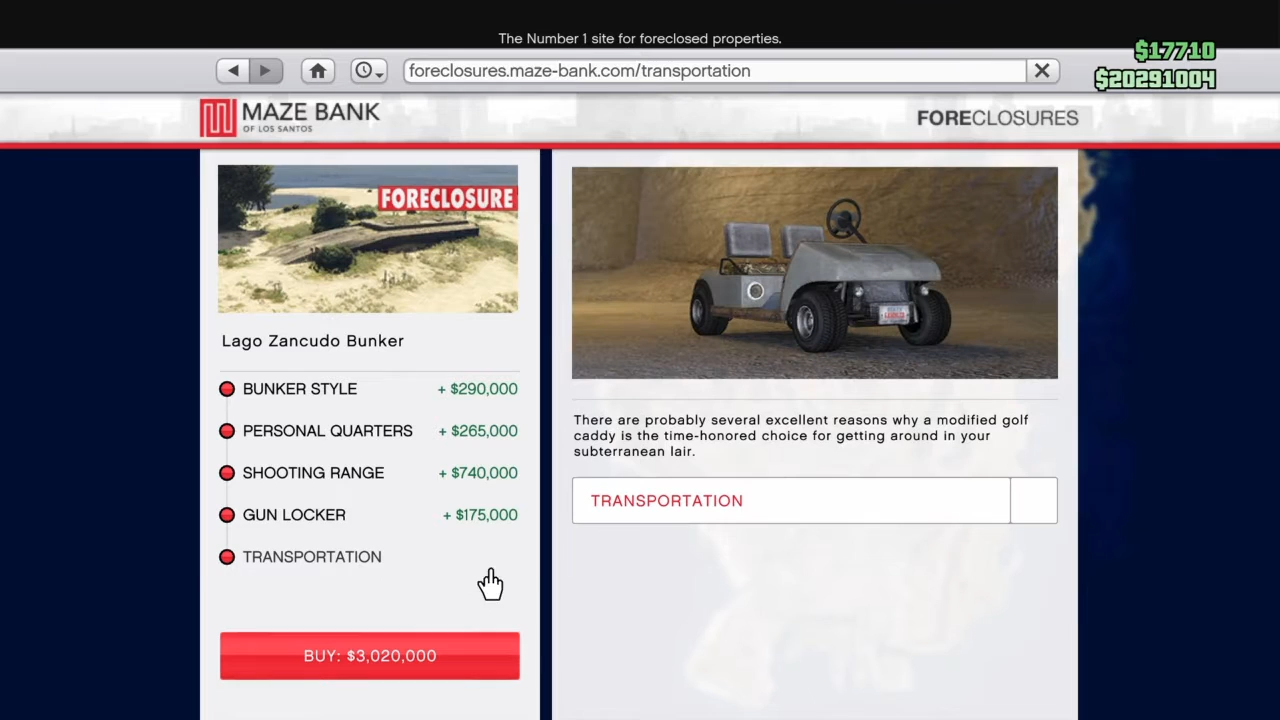 The Number 1 site for foreclosed properties.
$17710
foreclosures.maze-bank.com/transportation
$20291004
MAZE BANK
OF LOS SANTOS
FORECLOSURES
FORECLOSURE
Lago Zancudo Bunker
BUNKER STYLE + $290,000
PERSONAL QUARTERS + $265,000
SHOOTING RANGE + $740,000
GUN LOCKER + $175,000
TRANSPORTATION
BUY: $3,020,000
There are probably several excellent reasons why a modified golf
caddy is the time-honored choice for getting around in your
subterranean lair.
TRANSPORTATION